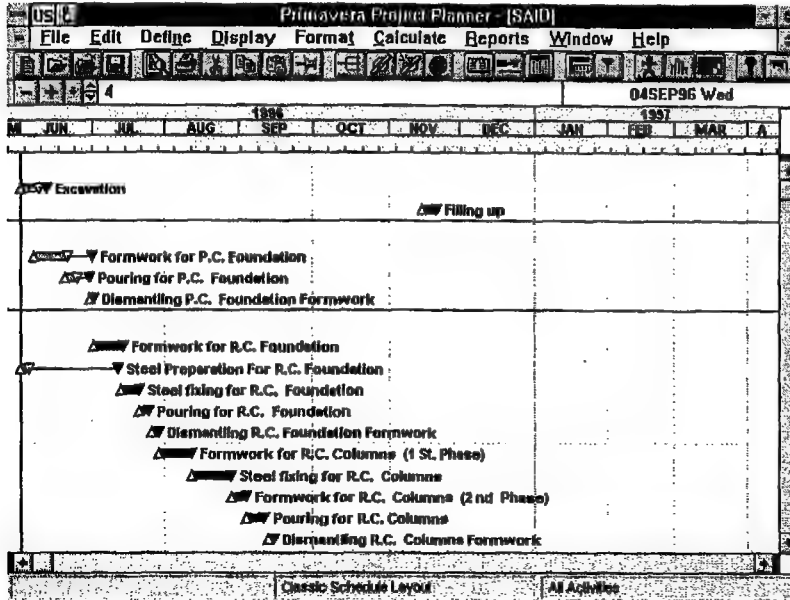 US
Primavera Project Planner - [SAID]
File Edit Define Display Format Calculate Reports Window Help
4 04SEP96 Wed
1996 1997
M JUN JUL AUG SEP OCT NOV DEC JAN FEB MAR A
Excavation
Filling up
Formwork for P.C. Foundation
Pouring for P.C. Foundation
Dismantling P.C. Foundation Formwork
Formwork for R.C. Foundation
Steel Preparation For R.C. Foundation
Steel fixing for R.C. Foundation
Pouring for R.C. Foundation
Dismantling R.C. Foundation Formwork
Formwork for R.C. Columns (1 St. Phase)
Steel fixing for R.C. Columns
Formwork for R.C. Columns (2 nd Phase)
Pouring for R.C. Columns
Dismantling R.C. Columns Formwork
Classic Schedule Layout All Activities